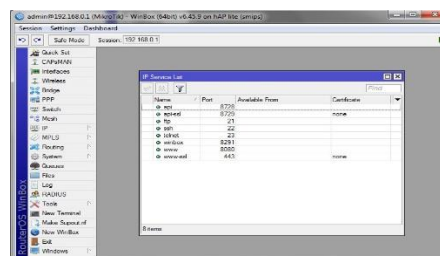 admin@192.168.0.1 (MikroTik) - WinBox (64bit) v6.45.9 on hAP lite (smips)
Session Settings Dashboard
Safe Mode Session: 192.168.0.1
Quick Set
CAPsMAN
Interfaces
Wireless
Bridge
PPP
Switch
Mesh
IP
MPLS
Routing
System
Queues
Files
Log
RADIUS
Tools
New Terminal
Make Supout.rif
New WinBox
Exit
Windows
RouterOS WinBox
IP Service List
Find
Name Port Available From Certificate
api 8728
api-ssl 8729 none
ftp 21
ssh 22
telnet 23
winbox 8291
www 8080
www-ssl 443 none
8 items